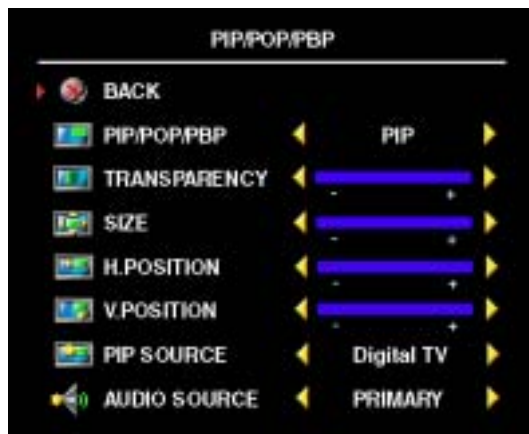 PIP/POP/PBP
BACK
PIP/POP/PBP PIP
TRANSPARENCY
- +
SIZE
- +
H.POSITION
- +
V.POSITION
- +
PIP SOURCE Digital TV
AUDIO SOURCE PRIMARY